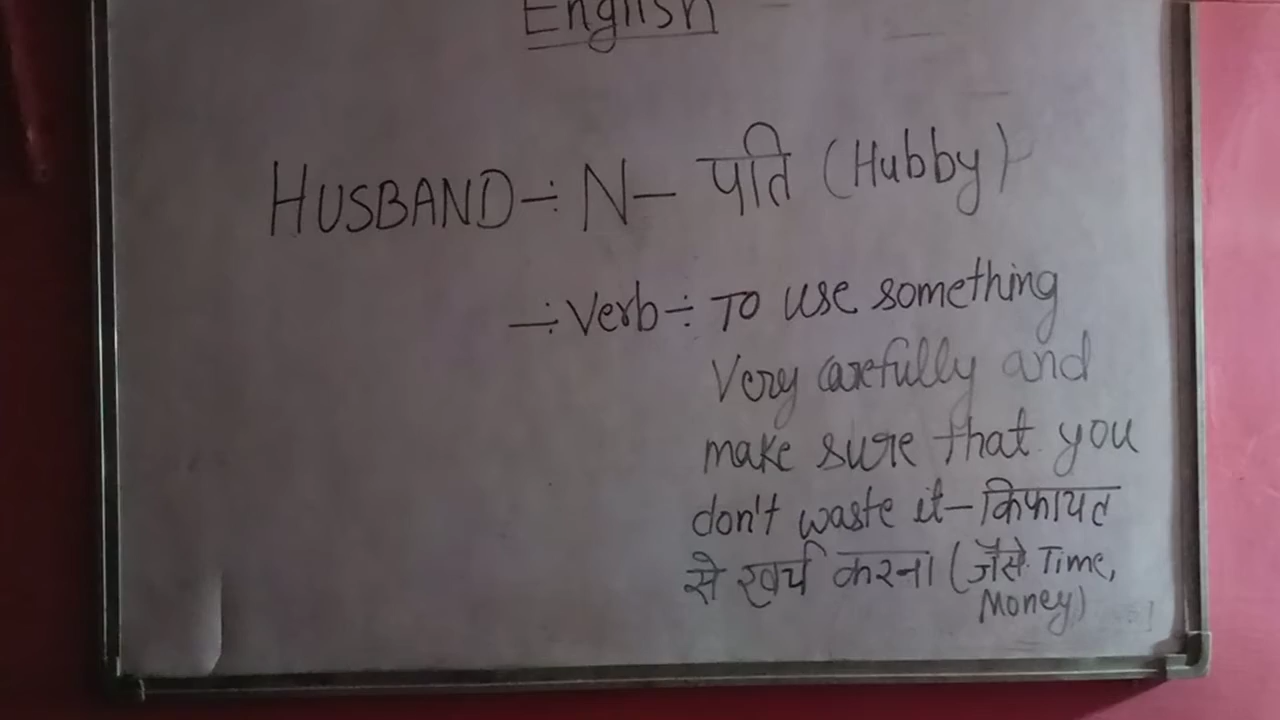 English
HUSBAND ÷ N – पति (Hubby)
÷ Verb ÷ To use something
Very carefully and
make sure that you
don't waste it – किफायत
से खर्च करना (जैसे Time,
Money)